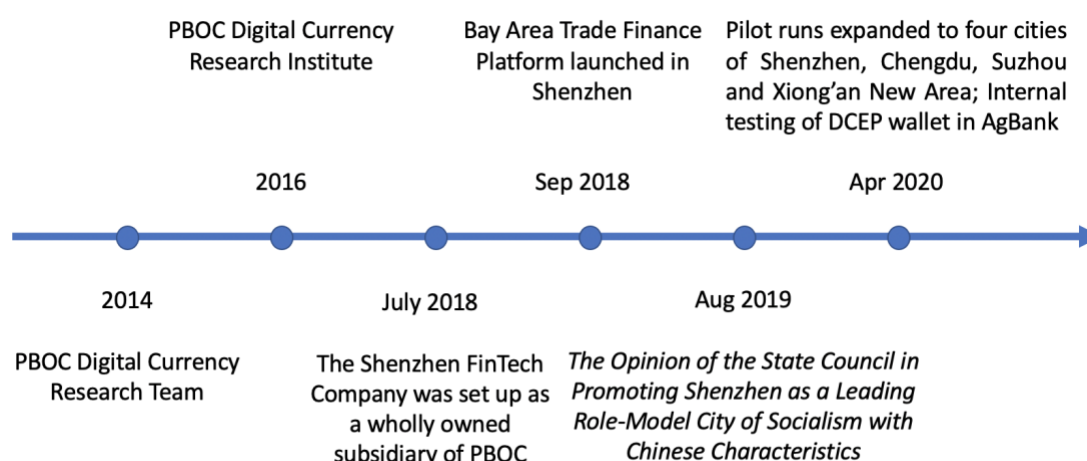 PBOC Digital Currency
Research Institute
Bay Area Trade Finance
Platform launched in
Shenzhen
Pilot runs expanded to four cities
of Shenzhen, Chengdu, Suzhou
and Xiong’an New Area; Internal
testing of DCEP wallet in AgBank
2016
Sep 2018
Apr 2020
2014
July 2018
Aug 2019
PBOC Digital Currency
Research Team
The Shenzhen FinTech
Company was set up as
a wholly owned
subsidiary of PBOC
The Opinion of the State Council in
Promoting Shenzhen as a Leading
Role-Model City of Socialism with
Chinese Characteristics